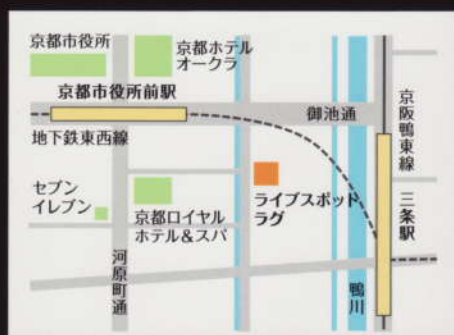 京都市役所
京都ホテル
オークラ
京都市役所前駅
御池通
地下鉄東西線
京阪鴨東線
セブン
イレブン
京都ロイヤル
ホテル&スパ
ライブスポット
ラグ
三条駅
河原町通
鴨川